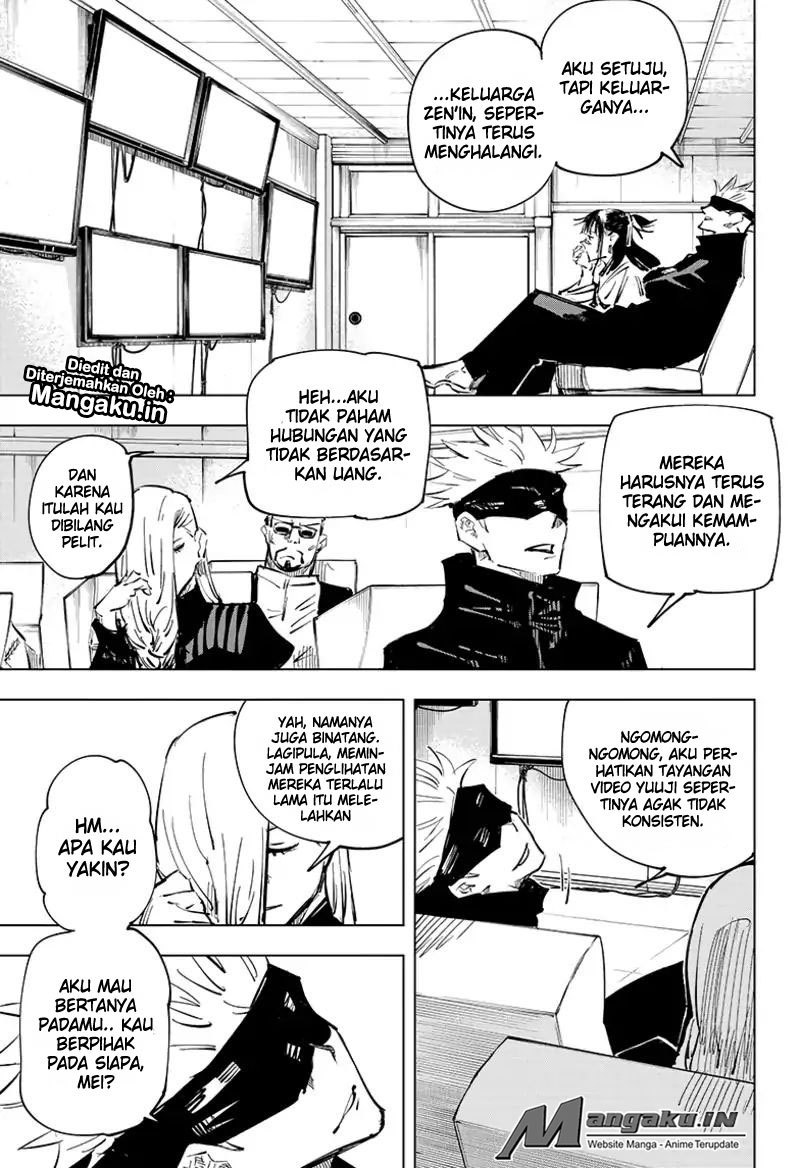 AKU SETUJU,
TAPI KELUAR-
GANYA...
...KELUARGA
ZEN'IN, SEPER-
TINYA TERUS
MENGHALANGI.
Diedit dan
Diterjemahkan Oleh :
Mangaku.in
MEREKA
HARUSNYA TERUS
TERANG DAN ME-
NGAKUI KEMAM-
PUANNYA.
HEH...AKU
TIDAK PAHAM
HUBUNGAN YANG
TIDAK BERDASAR-
KAN UANG.
DAN
KARENA
ITULAH KAU
DIBILANG
PELIT.
NGOMONG-
NGOMONG, AKU PER-
HATIKAN TAYANGAN
VIDEO YUUJI SEPER-
TINYA AGAK TIDAK
KONSISTEN.
YAH, NAMANYA
JUGA BINATANG.
LAGIPULA, MEMIN-
JAM PENGLIHATAN
MEREKA TERLALU
LAMA ITU MELE-
LAHKAN
HM...
APA KAU
YAKIN?
AKU MAU
BERTANYA
PADAMU.. KAU
BERPIHAK
PADA SIAPA,
MEI?
Mangaku.IN
Website Manga - Anime Terupdate